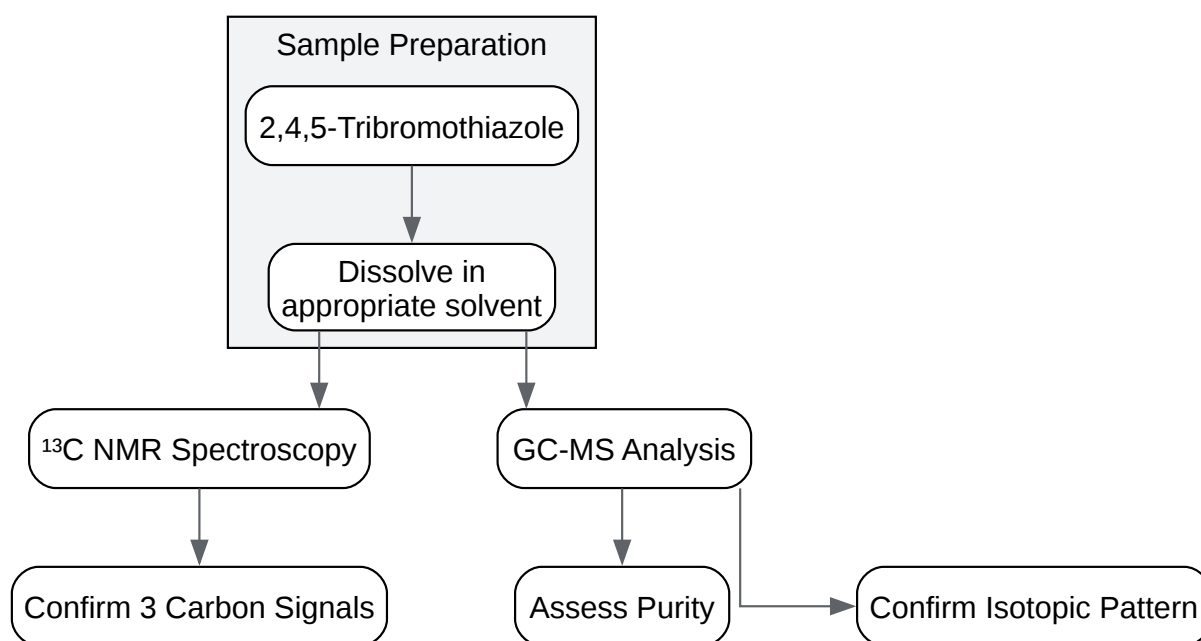 Sample Preparation
2,4,5-Tribromothiazole
Dissolve in
appropriate solvent
¹³C NMR Spectroscopy
GC-MS Analysis
Confirm 3 Carbon Signals
Assess Purity
Confirm Isotopic Pattern